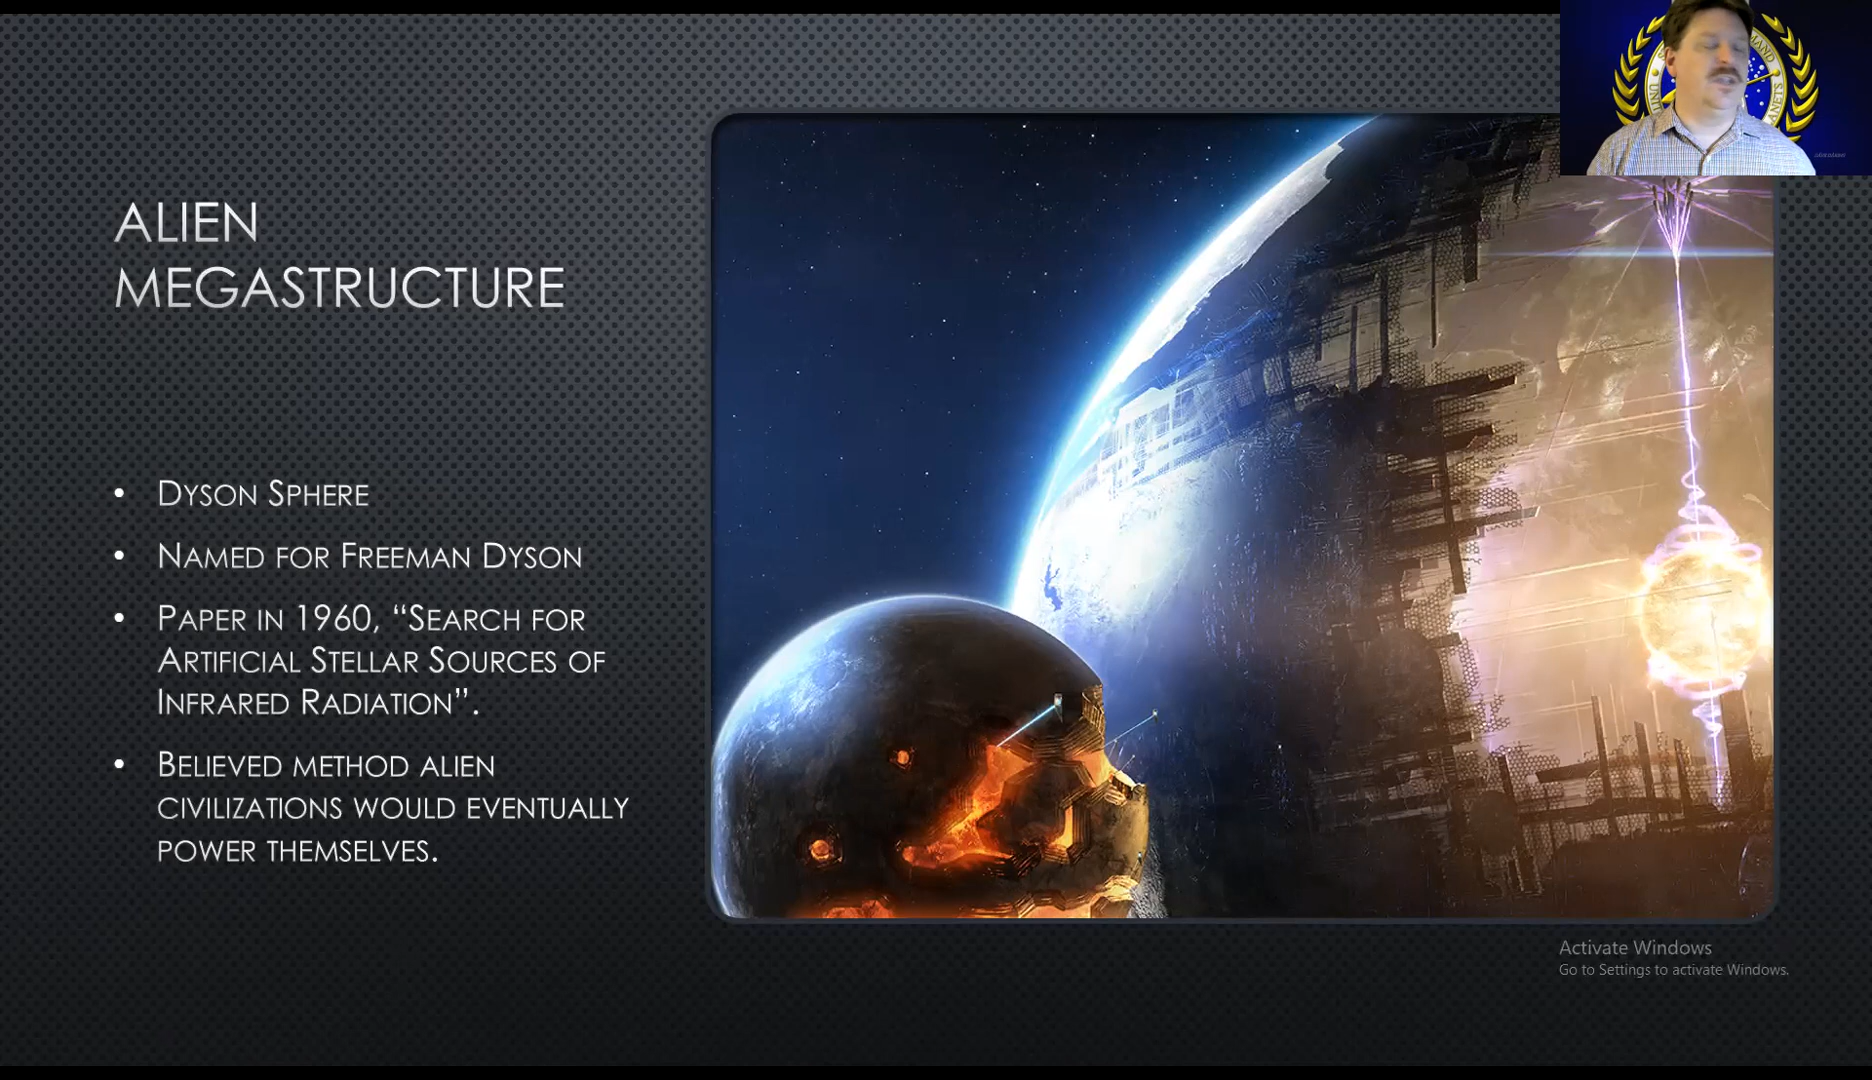 ALIEN
MEGASTRUCTURE
• DYSON SPHERE
• NAMED FOR FREEMAN DYSON
• PAPER IN 1960, “SEARCH FOR
ARTIFICIAL STELLAR SOURCES OF
INFRARED RADIATION”.
• BELIEVED METHOD ALIEN
CIVILIZATIONS WOULD EVENTUALLY
POWER THEMSELVES.
Activate Windows
Go to Settings to activate Windows.